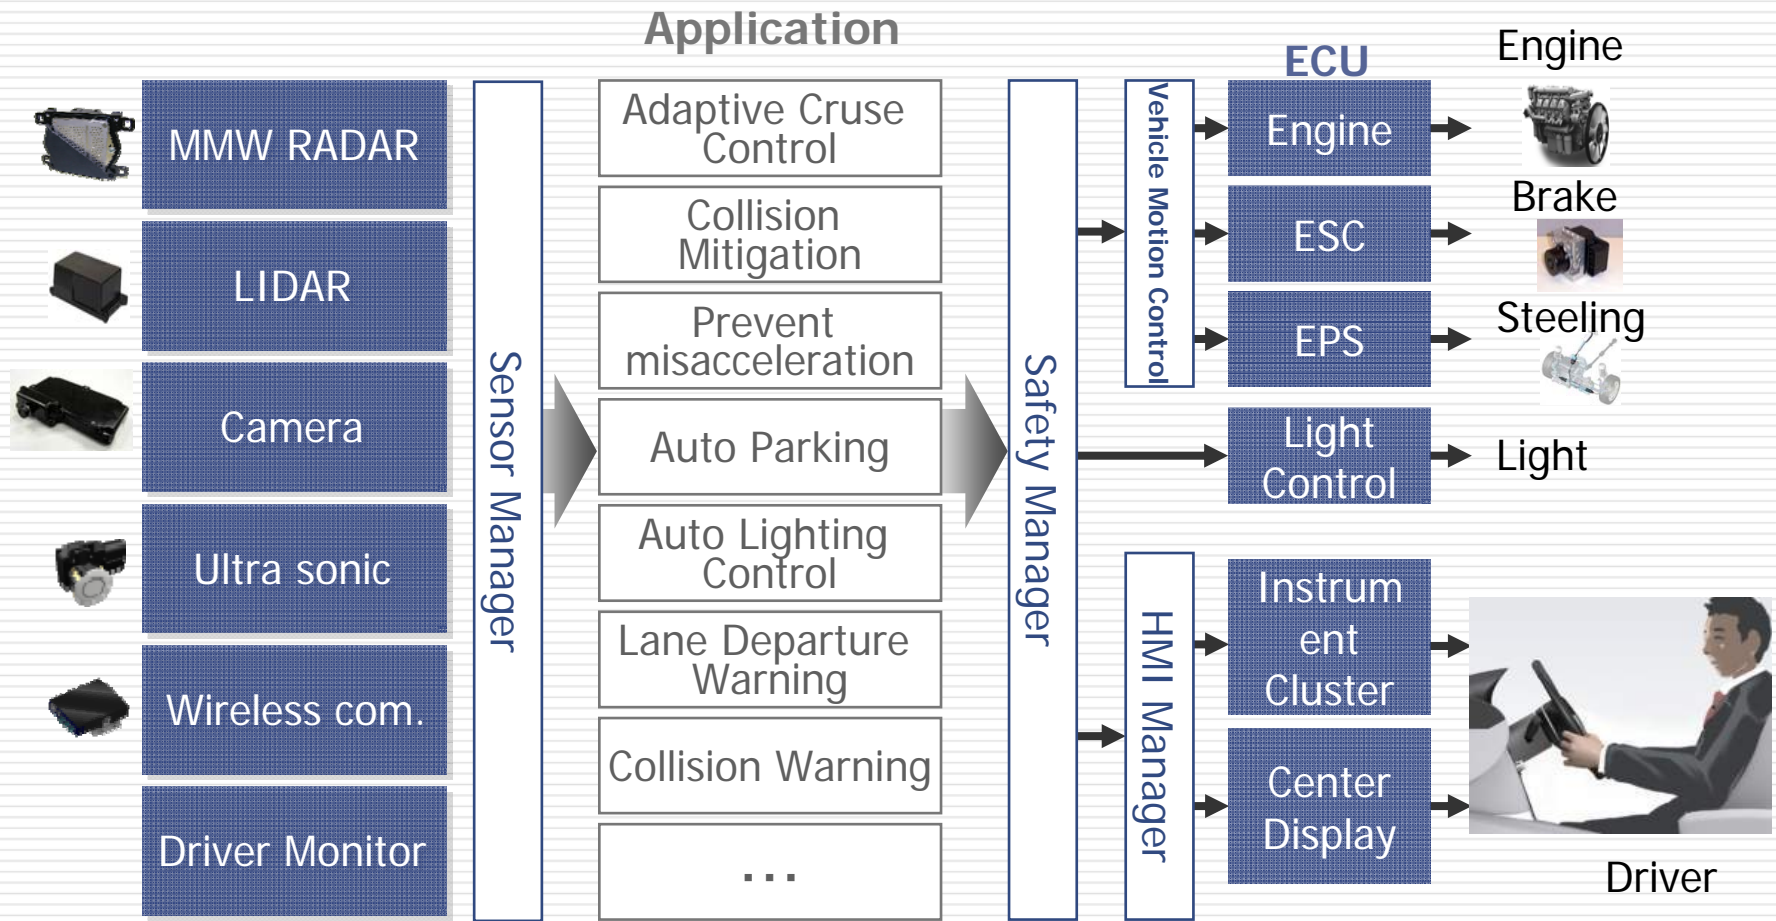 Application
MMW RADAR
LIDAR
Camera
Ultra sonic
Wireless com.
Driver Monitor
Sensor Manager
Adaptive Cruse
Control
Collision
Mitigation
Prevent
misacceleration
Auto Parking
Auto Lighting
Control
Lane Departure
Warning
Collision Warning
...
Safety Manager
Vehicle Motion Control
HMI Manager
ECU
Engine
ESC
EPS
Light
Control
Instrum
ent
Cluster
Center
Display
Engine
Brake
Steeling
Light
Driver